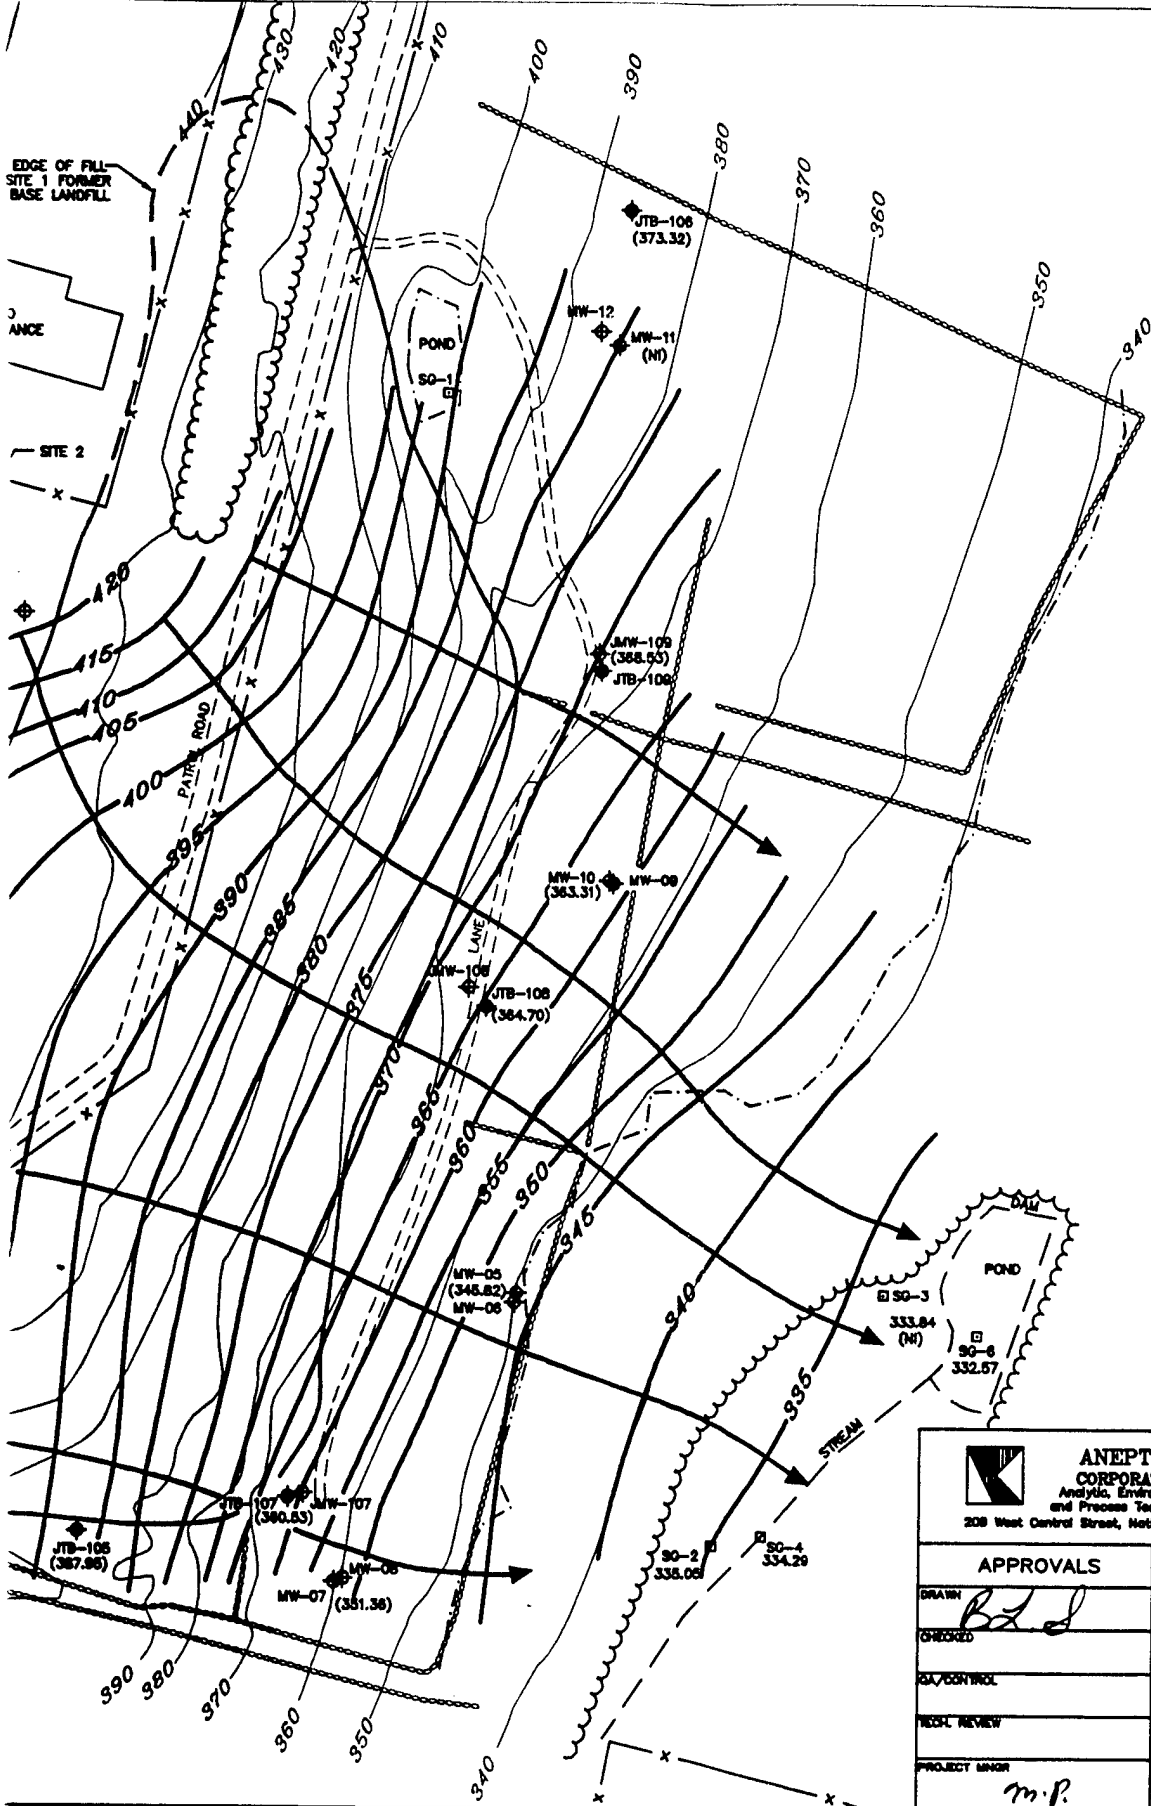 430
420
410
400
390
380
370
360
350
340
440
EDGE OF FILL
SITE 1 FORMER
BASE LANDFILL
JTB-106
(373.32)
MW-12
MW-11
(NI)
POND
SG-1
ANCE
SITE 2
420
415
410
405
400
395
390
385
380
375
370
365
360
355
350
345
340
335
PATROL ROAD
JMW-109
(368.53)
JTB-109
MW-10
(363.31)
MW-09
LANE
JMW-108
JTB-108
(364.70)
MW-05
(345.82)
MW-06
DAM
POND
SG-3
333.84
(NI)
SG-6
332.57
STREAM
JTB-107
JMW-107
(360.53)
JTB-105
(387.95)
MW-08
MW-07
(351.36)
SG-2
335.05
SG-4
334.29
390
380
370
360
350
340
ANEPT
CORPORA
Analytic, Enviro
and Process Te
209 West Central Street, Nat
APPROVALS
DRAWN
CHECKED
QA/CONTROL
TECH. REVIEW
PROJECT MNGR
M.P.